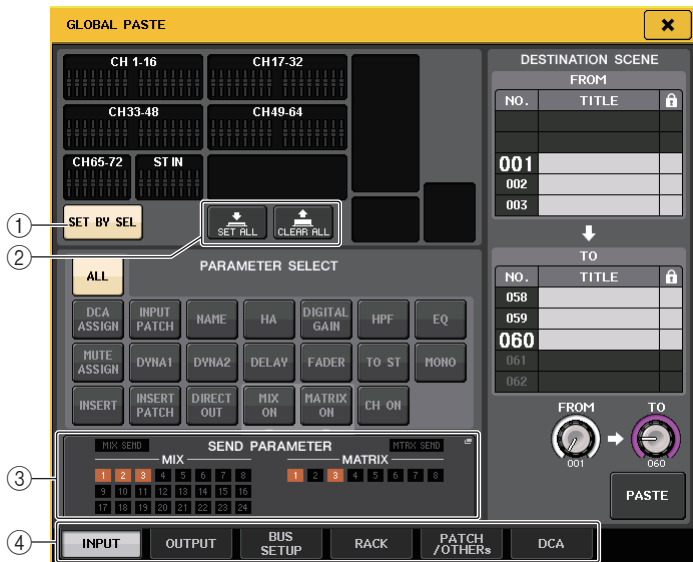 GLOBAL PASTE
CH 1-16
CH17-32
CH33-48
CH49-64
CH65-72
ST IN
① SET BY SEL
② SET ALL
CLEAR ALL
PARAMETER SELECT
ALL
DCA ASSIGN
INPUT PATCH
NAME
HA
DIGITAL GAIN
HPF
EQ
MUTE ASSIGN
DYNA1
DYNA2
DELAY
FADER
TO ST
MONO
INSERT
INSERT PATCH
DIRECT OUT
MIX ON
MATRIX ON
CH ON
③
MIX SEND
SEND PARAMETER
MTRX SEND
MIX
MATRIX
1 2 3 4 5 6 7 8
1 2 3 4 5 6 7 8
9 10 11 12 13 14 15 16
17 18 19 20 21 22 23 24
④
INPUT
OUTPUT
BUS SETUP
RACK
PATCH /OTHERs
DCA
DESTINATION SCENE
FROM
NO. TITLE
001
002
003
TO
NO. TITLE
058
059
060
061
062
FROM
TO
001
060
PASTE